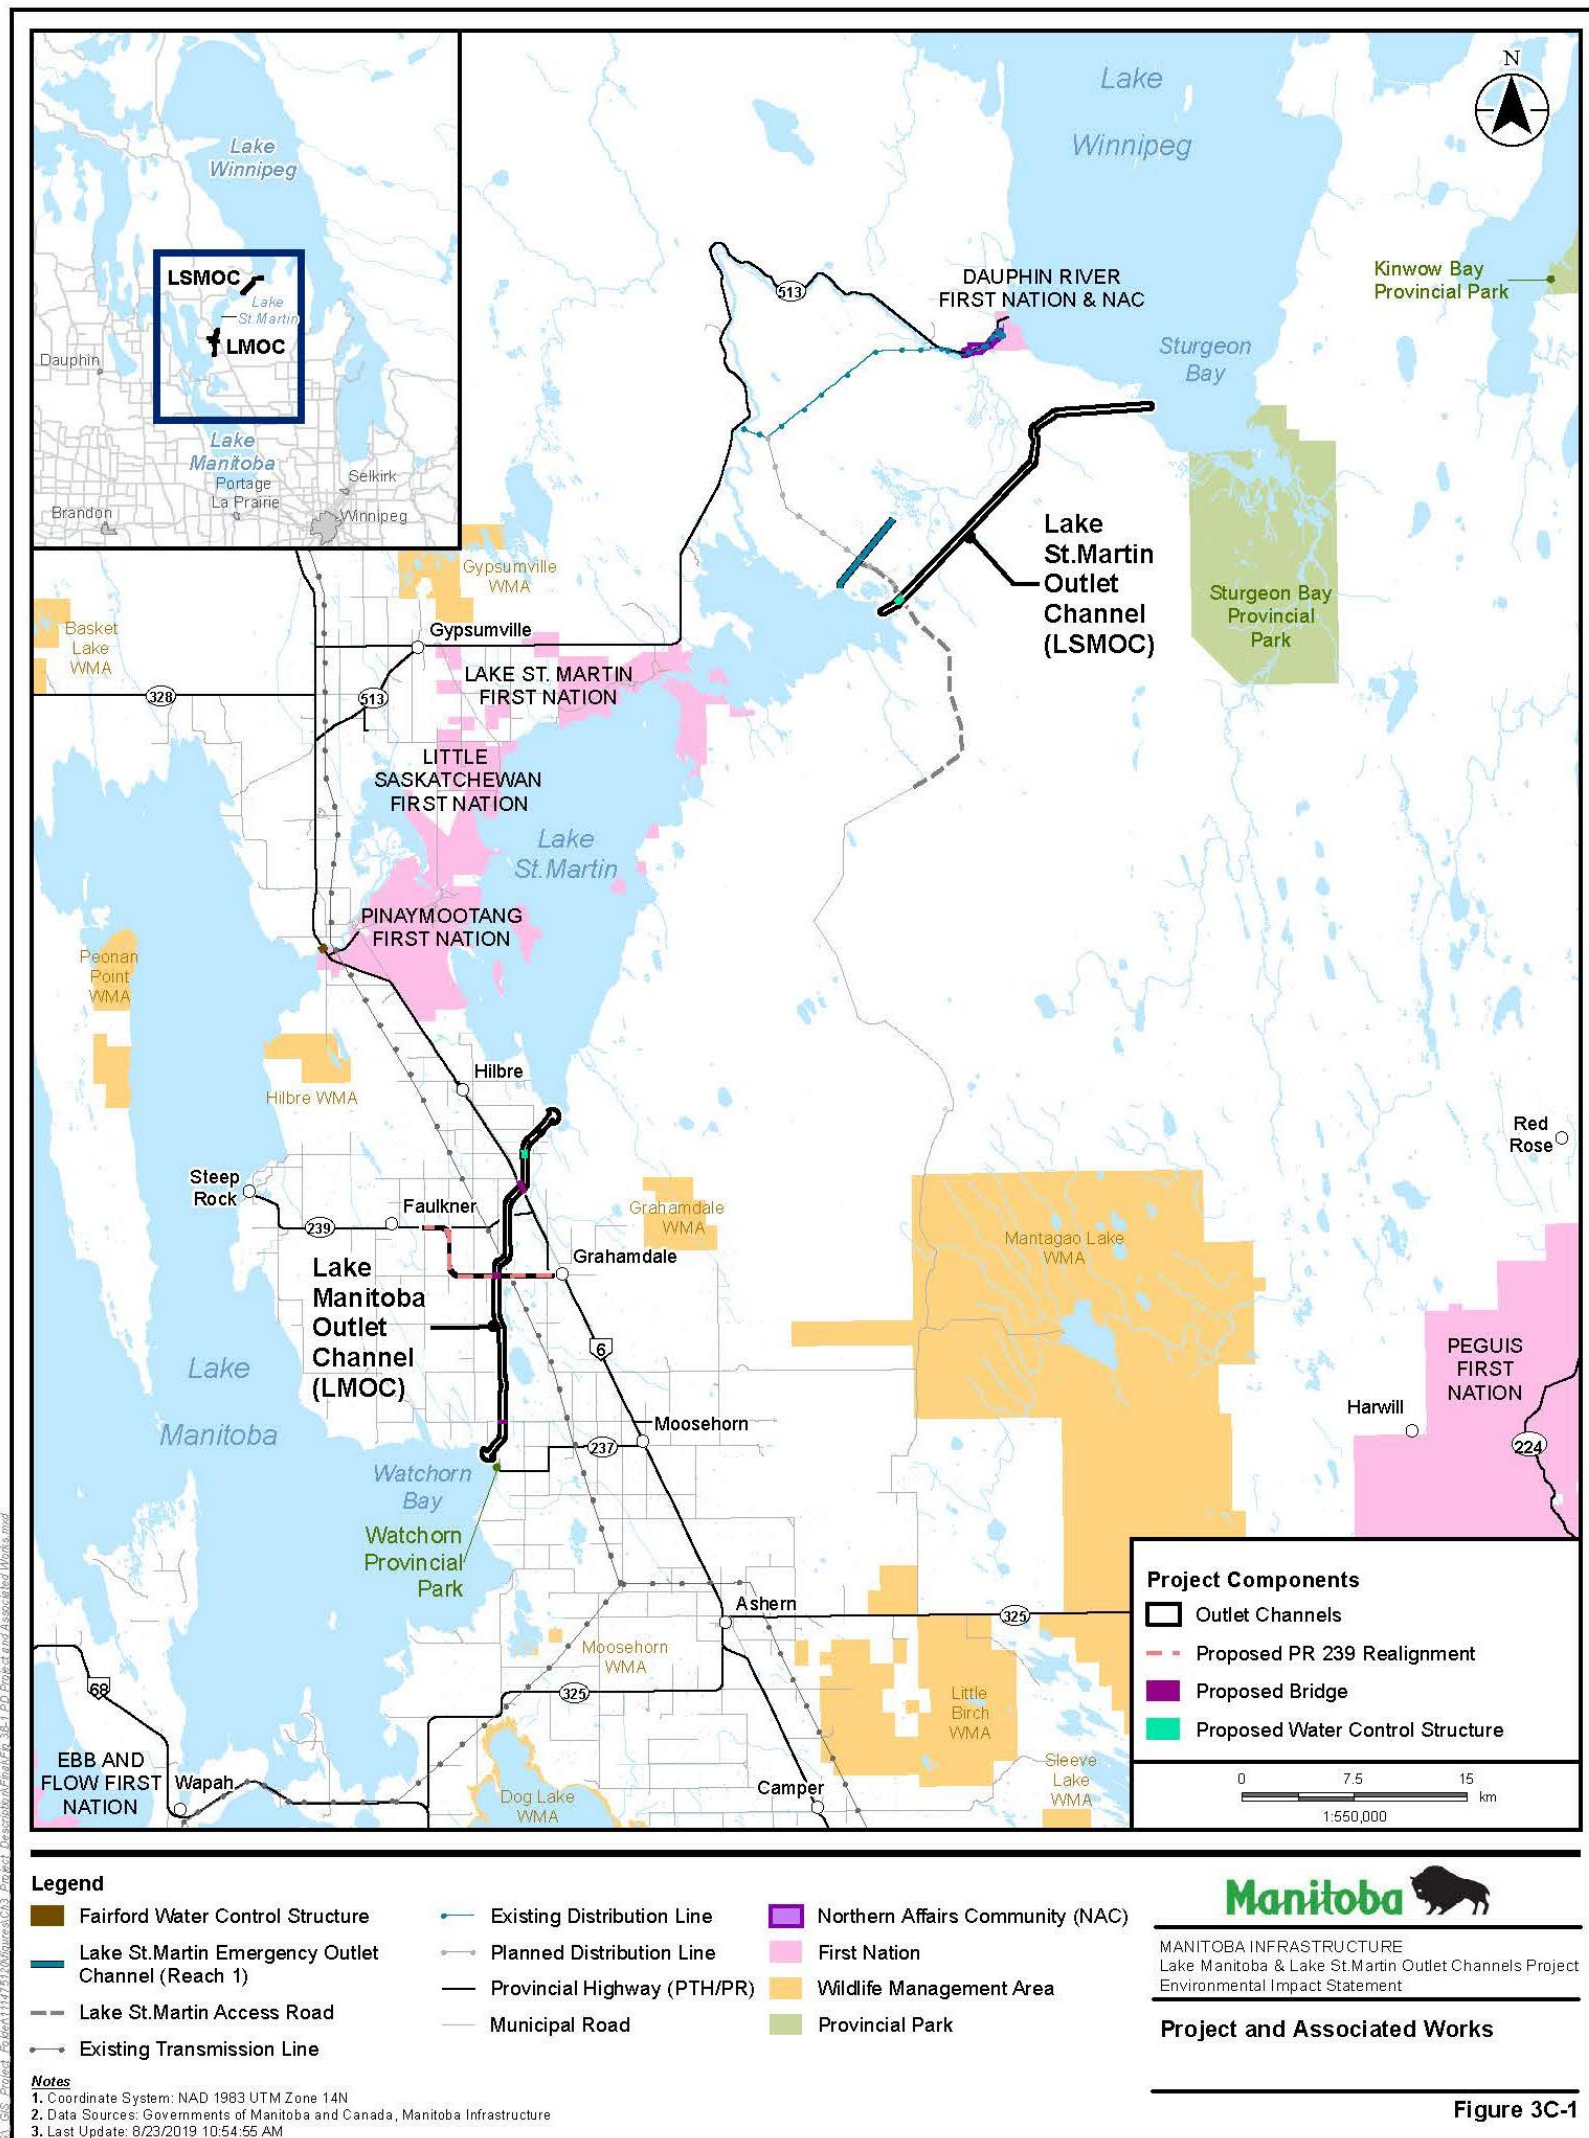 Lake
Winnipeg
LSMOC
Lake
St.Martin
LMOC
Dauphin
Lake
Manitoba
Portage
La Prairie
Selkirk
Brandon
Winnipeg
N
Lake
Winnipeg
Kinwow Bay
Provincial Park
DAUPHIN RIVER
FIRST NATION & NAC
513
Sturgeon
Bay
Lake
St.Martin
Outlet
Channel
(LSMOC)
Sturgeon Bay
Provincial
Park
Gypsumville
WMA
Basket
Lake
WMA
Gypsumville
328
513
LAKE ST. MARTIN
FIRST NATION
LITTLE
SASKATCHEWAN
FIRST NATION
Lake
St.Martin
PINAYMOOTANG
FIRST NATION
Peonan
Point
WMA
Hilbre
Hilbre WMA
Red
Rose
Steep
Rock
Faulkner
239
Grahamdale
WMA
Mantagao Lake
WMA
Grahamdale
Lake
Manitoba
Outlet
Channel
(LMOC)
6
Lake
Manitoba
PEGUIS
FIRST
NATION
Harwill
224
Moosehorn
237
Watchorn
Bay
Watchorn
Provincial
Park
Ashern
325
Moosehorn
WMA
325
68
Little
Birch
WMA
EBB AND
FLOW FIRST
NATION
Wapah
Dog Lake
WMA
Camper
Sleeve
Lake
WMA
Project Components
Outlet Channels
Proposed PR 239 Realignment
Proposed Bridge
Proposed Water Control Structure
0 7.5 15
km
1:550,000
Legend
Fairford Water Control Structure
Lake St.Martin Emergency Outlet
Channel (Reach 1)
Lake St.Martin Access Road
Existing Transmission Line
Existing Distribution Line
Planned Distribution Line
Provincial Highway (PTH/PR)
Municipal Road
Northern Affairs Community (NAC)
First Nation
Wildlife Management Area
Provincial Park
Notes
1. Coordinate System: NAD 1983 UTM Zone 14N
2. Data Sources: Governments of Manitoba and Canada, Manitoba Infrastructure
3. Last Update: 8/23/2019 10:54:55 AM
Manitoba
MANITOBA INFRASTRUCTURE
Lake Manitoba & Lake St.Martin Outlet Channels Project
Environmental Impact Statement
Project and Associated Works
Figure 3C-1